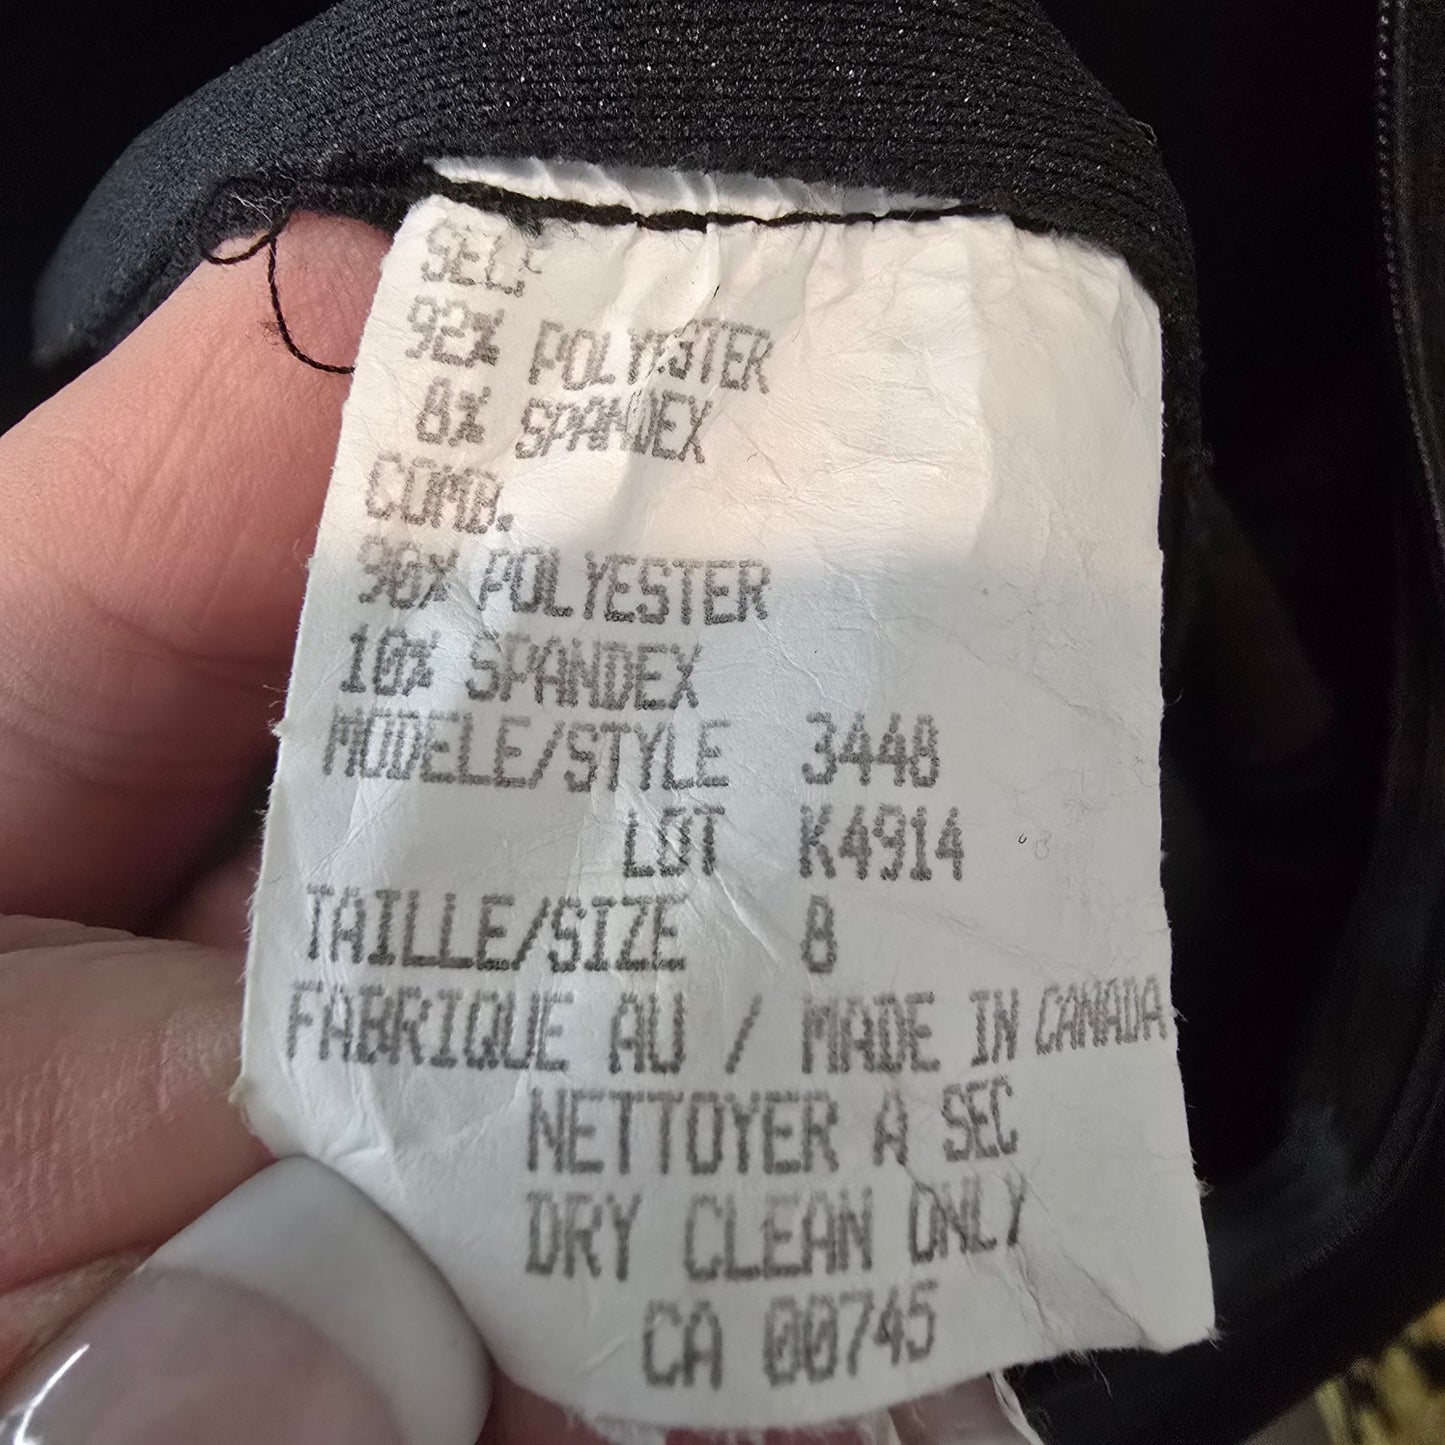 SELF
92% POLYESTER
8% SPANDEX
COMB.
90% POLYESTER
10% SPANDEX
MODELE/STYLE 3448
LOT K4914
TAILLE/SIZE 8
FABRIQUE AU / MADE IN CANADA
NETTOYER A SEC
DRY CLEAN ONLY
CA 00745